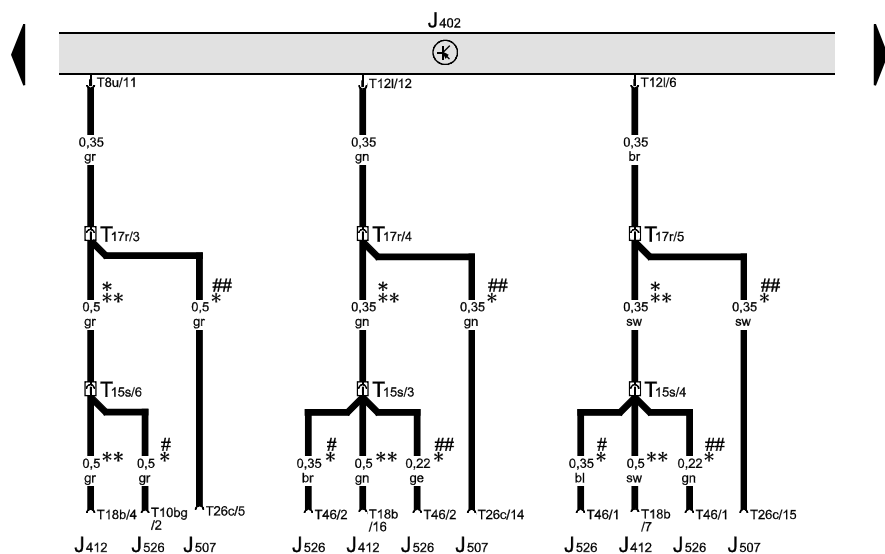 J402
T8u/11 T12l/12 T12l/6
0,35 0,35 0,35
gr gn br
T17r/3 T17r/4 T17r/5
* ## * ## * ##
0,5 ** 0,5 * 0,35 ** 0,35 * 0,35 ** 0,35 *
gr gr gn gn sw sw
T15s/6 T15s/3 T15s/4
# # ## # ##
0,5 ** 0,5 * 0,35 * 0,5 ** 0,22 * 0,35 * 0,5 ** 0,22 *
gr gr br gn ge bl sw gn
T18b/4 T10bg T26c/5 T46/2 T18b T46/2 T26c/14 T46/1 T18b T46/1 T26c/15
/2 /16 /7
J412 J526 J507 J526 J412 J526 J507 J526 J412 J526 J507